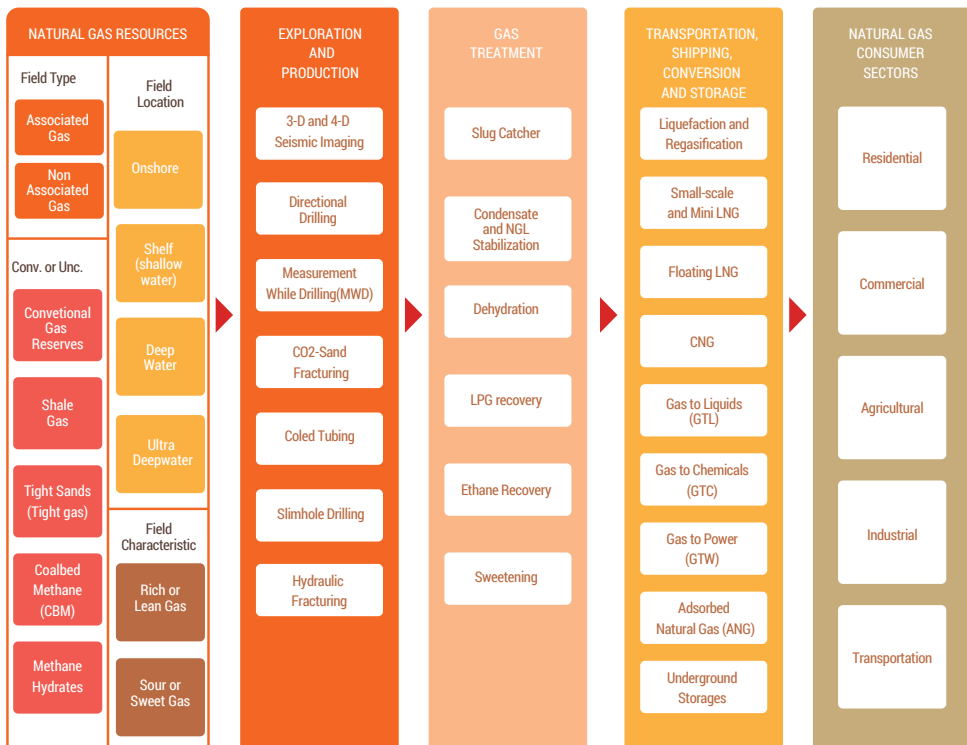 NATURAL GAS RESOURCES
Field Type
Associated
Gas
Non
Associated
Gas
Conv. or Unc.
Convetional
Gas
Reserves
Shale
Gas
Tight Sands
(Tight gas)
Coalbed
Methane
(CBM)
Methane
Hydrates
Field
Location
Onshore
Shelf
(shallow
water)
Deep
Water
Ultra
Deepwater
Field
Characteristic
Rich or
Lean Gas
Sour or
Sweet Gas
EXPLORATION
AND
PRODUCTION
3-D and 4-D
Seismic Imaging
Directional
Drilling
Measurement
While Drilling(MWD)
CO2-Sand
Fracturing
Coled Tubing
Slimhole Drilling
Hydraulic
Fracturing
GAS
TREATMENT
Slug Catcher
Condensate
and NGL
Stabilization
Dehydration
LPG recovery
Ethane Recovery
Sweetening
TRANSPORTATION,
SHIPPING,
CONVERSION
AND STORAGE
Liquefaction and
Regasification
Small-scale
and Mini LNG
Floating LNG
CNG
Gas to Liquids
(GTL)
Gas to Chemicals
(GTC)
Gas to Power
(GTW)
Adsorbed
Natural Gas (ANG)
Underground
Storages
NATURAL GAS
CONSUMER
SECTORS
Residential
Commercial
Agricultural
Industrial
Transportation